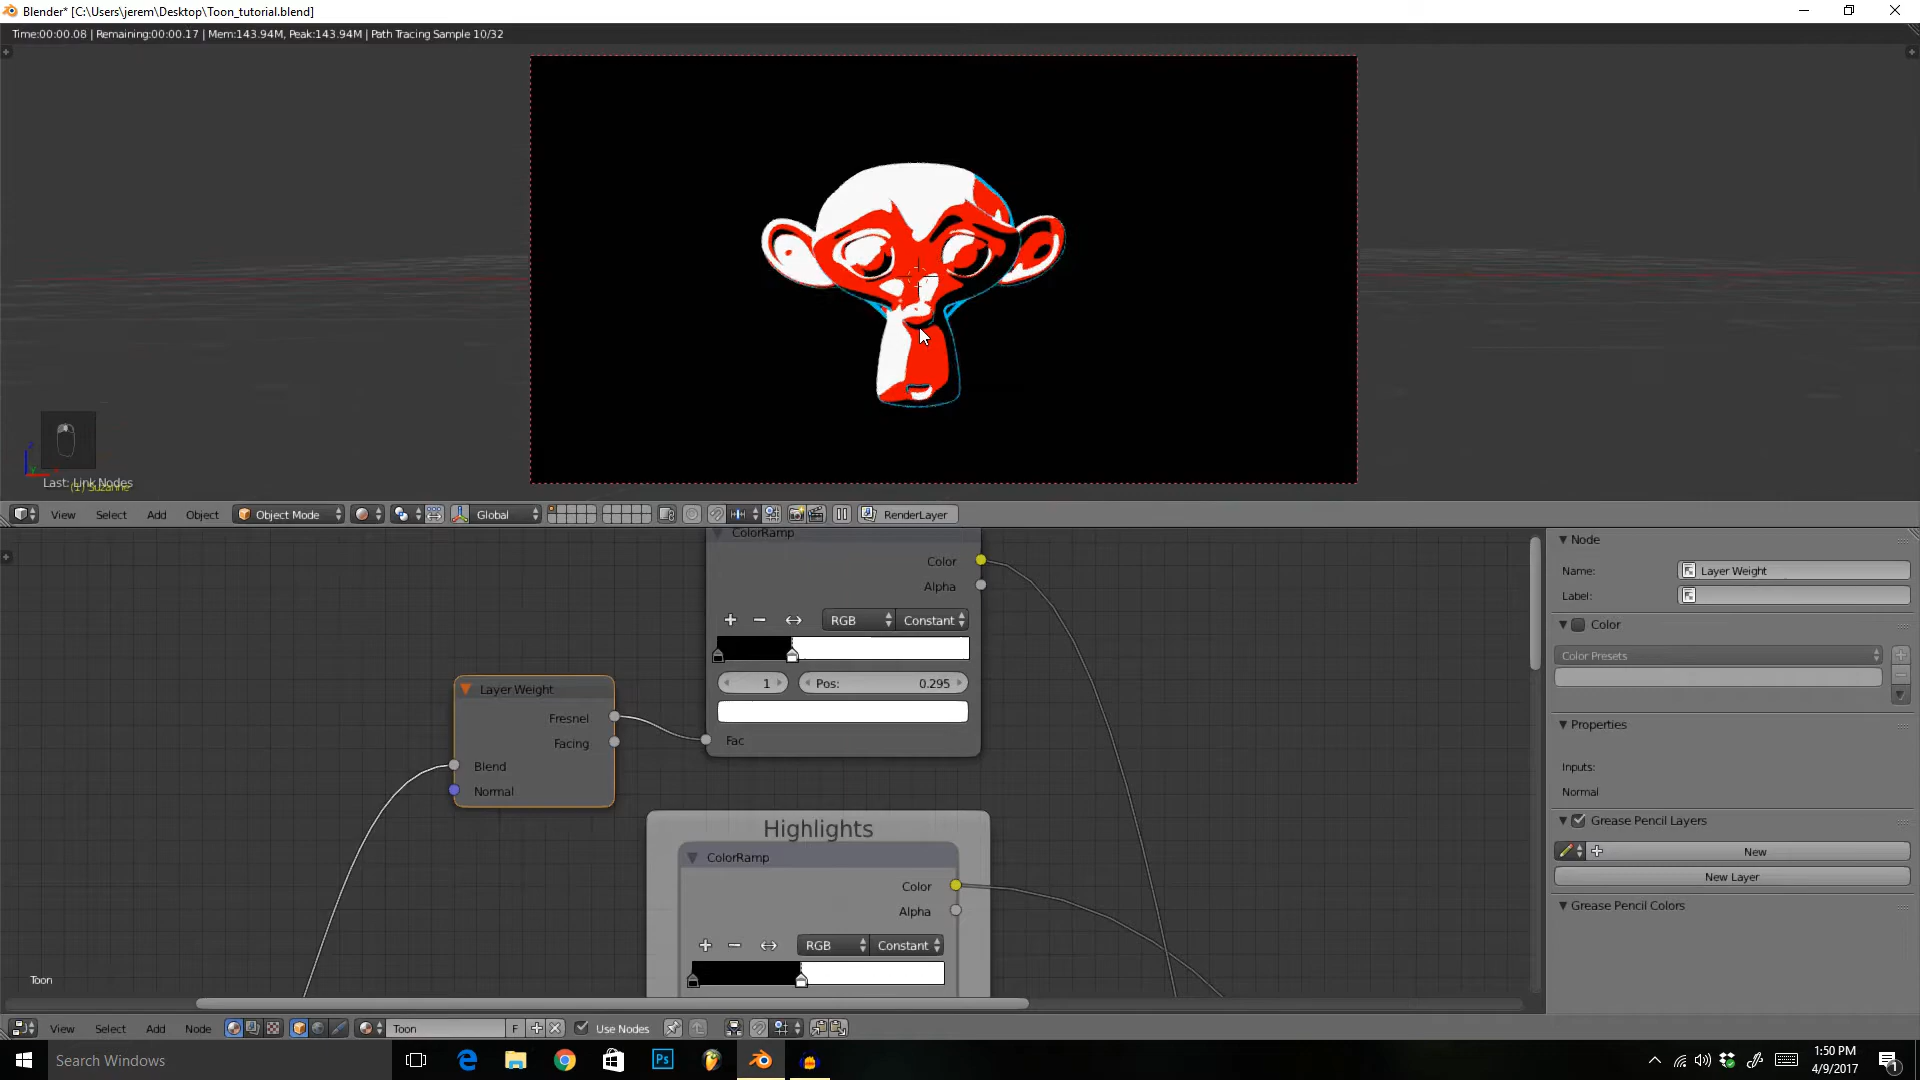 Blender* [C:\Users\jerem\Desktop\Toon_tutorial.blend]
Time:00:00.08 | Remaining:00:00.17 | Mem:143.94M, Peak:143.94M | Path Tracing Sample 10/32
Last: Link Nodes
(1) Suzanne
View Select Add Object Object Mode Global RenderLayer
ColorRamp
Color
Alpha
RGB Constant
1 Pos: 0.295
Fac
Layer Weight
Fresnel
Facing
Blend
Normal
Highlights
ColorRamp
Color
Alpha
RGB Constant
Toon
Node
Name: Layer Weight
Label:
Color
Color Presets
Properties
Inputs:
Normal
Grease Pencil Layers
New
New Layer
Grease Pencil Colors
View Select Add Node Toon F Use Nodes
Search Windows
Ps
1:50 PM
4/9/2017
1